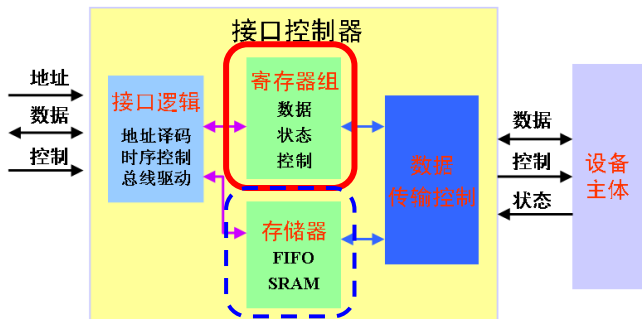 接口控制器
地址
数据
控制
接口逻辑
地址译码
时序控制
总线驱动
寄存器组
数据
状态
控制
存储器
FIFO
SRAM
数据
传输控制
数据
控制
状态
设备
主体